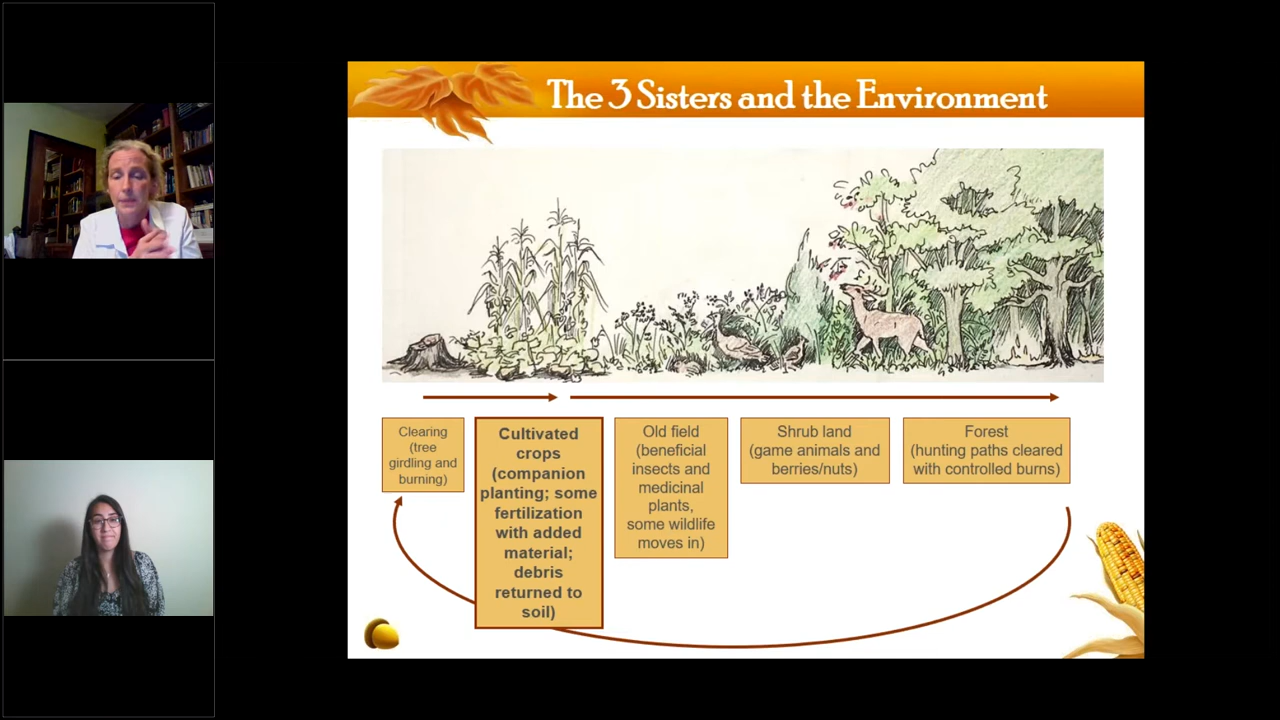 The 3 Sisters and the Environment
Clearing
(tree
girdling and
burning)
Cultivated
crops
(companion
planting; some
fertilization
with added
material;
debris
returned to
soil)
Old field
(beneficial
insects and
medicinal
plants,
some wildlife
moves in)
Shrub land
(game animals and
berries/nuts)
Forest
(hunting paths cleared
with controlled burns)